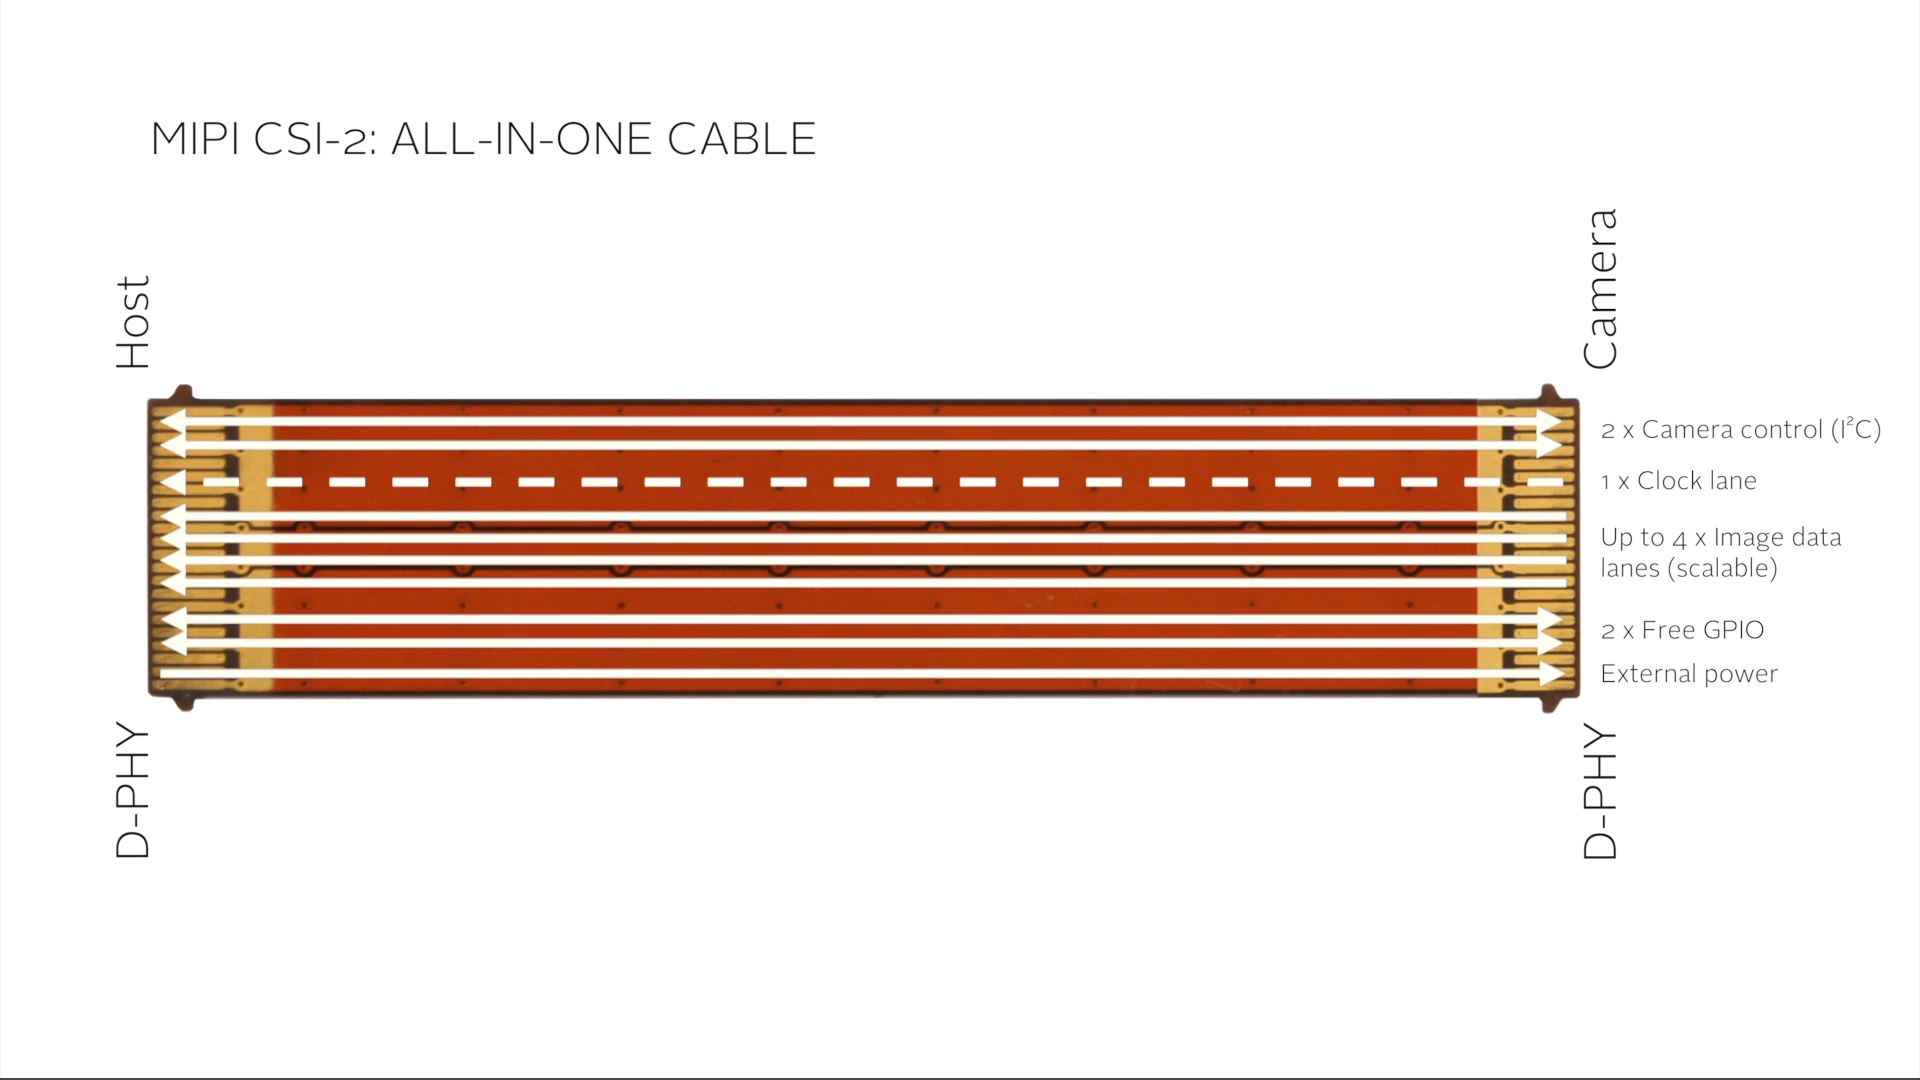 MIPI CSI-2: ALL-IN-ONE CABLE
Host
Camera
2 x Camera control (I²C)
1 x Clock lane
Up to 4 x Image data
lanes (scalable)
2 x Free GPIO
External power
D-PHY
D-PHY